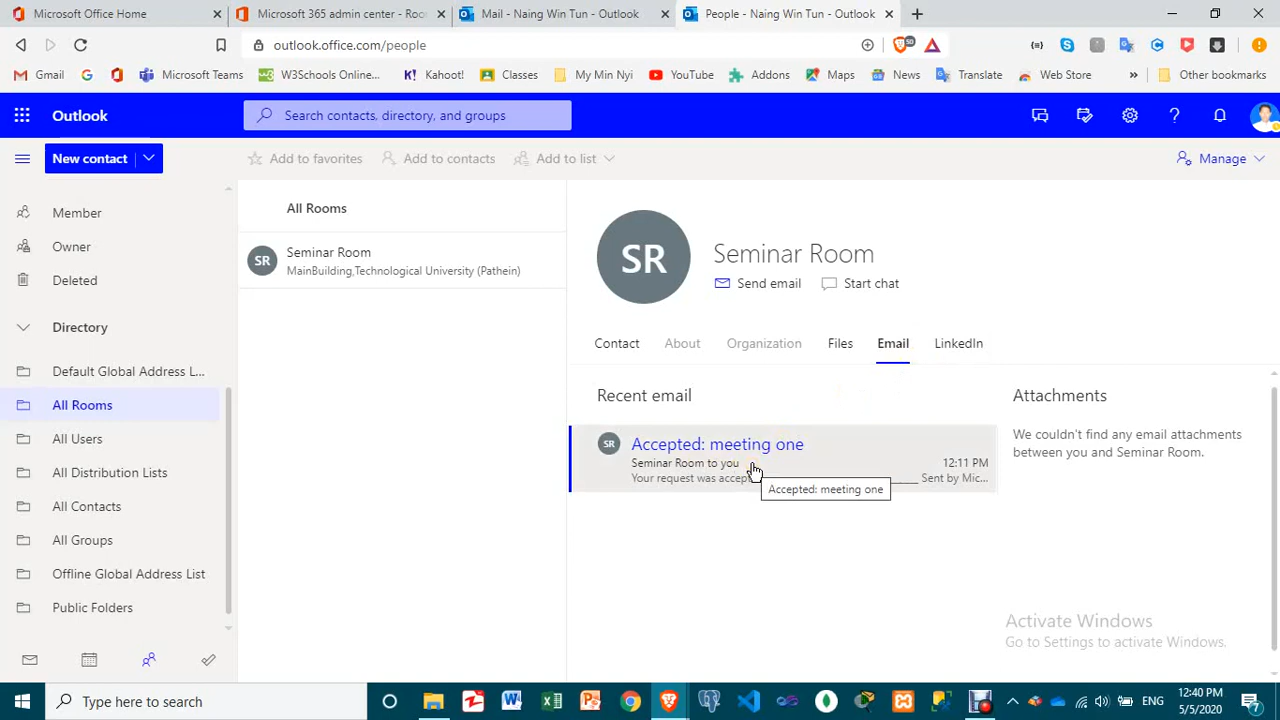 Microsoft Office Home
Microsoft 365 admin center - Roo
Mail - Naing Win Tun - Outlook
People - Naing Win Tun - Outlook
outlook.office.com/people
Gmail
Microsoft Teams
W3Schools Online...
Kahoot!
Classes
My Min Nyi
YouTube
Addons
Maps
News
Translate
Web Store
Other bookmarks
Outlook
Search contacts, directory, and groups
New contact
Add to favorites
Add to contacts
Add to list
Manage
Member
Owner
Deleted
Directory
Default Global Address L...
All Rooms
All Users
All Distribution Lists
All Contacts
All Groups
Offline Global Address List
Public Folders
All Rooms
SR
Seminar Room
MainBuilding,Technological University (Pathein)
SR
Seminar Room
Send email
Start chat
Contact
About
Organization
Files
Email
LinkedIn
Recent email
SR
Accepted: meeting one
Seminar Room to you
12:11 PM
Your request was accep
Sent by Mic...
Accepted: meeting one
Attachments
We couldn't find any email attachments
between you and Seminar Room.
Activate Windows
Go to Settings to activate Windows.
Type here to search
ENG
12:40 PM
5/5/2020
7